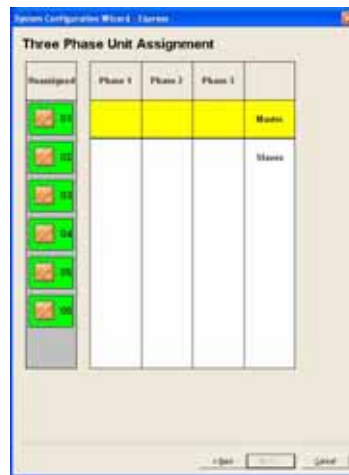 System Configuration Wizard - Express
Three Phase Unit Assignment
Unassigned Phase 1 Phase 2 Phase 3
01 Master
02 Slaves
03
04
05
06
< Back Cancel